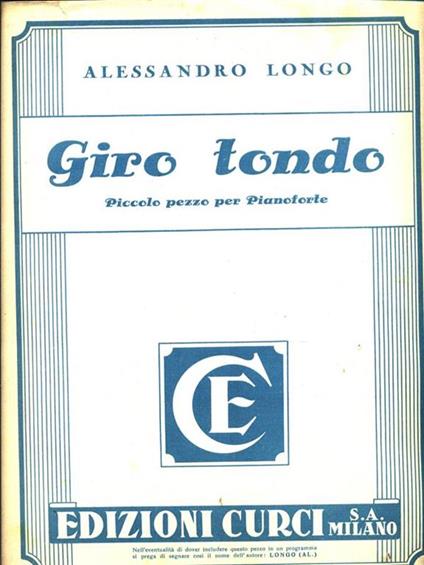 ALESSANDRO LONGO
Giro tondo
Piccolo pezzo per Pianoforte
CE
EDIZIONI CURCI S.A. MILANO
Nell'eventualità di dover includere questo pezzo in un programma
si prega di segnare così il nome dell'autore: LONGO (AL.)